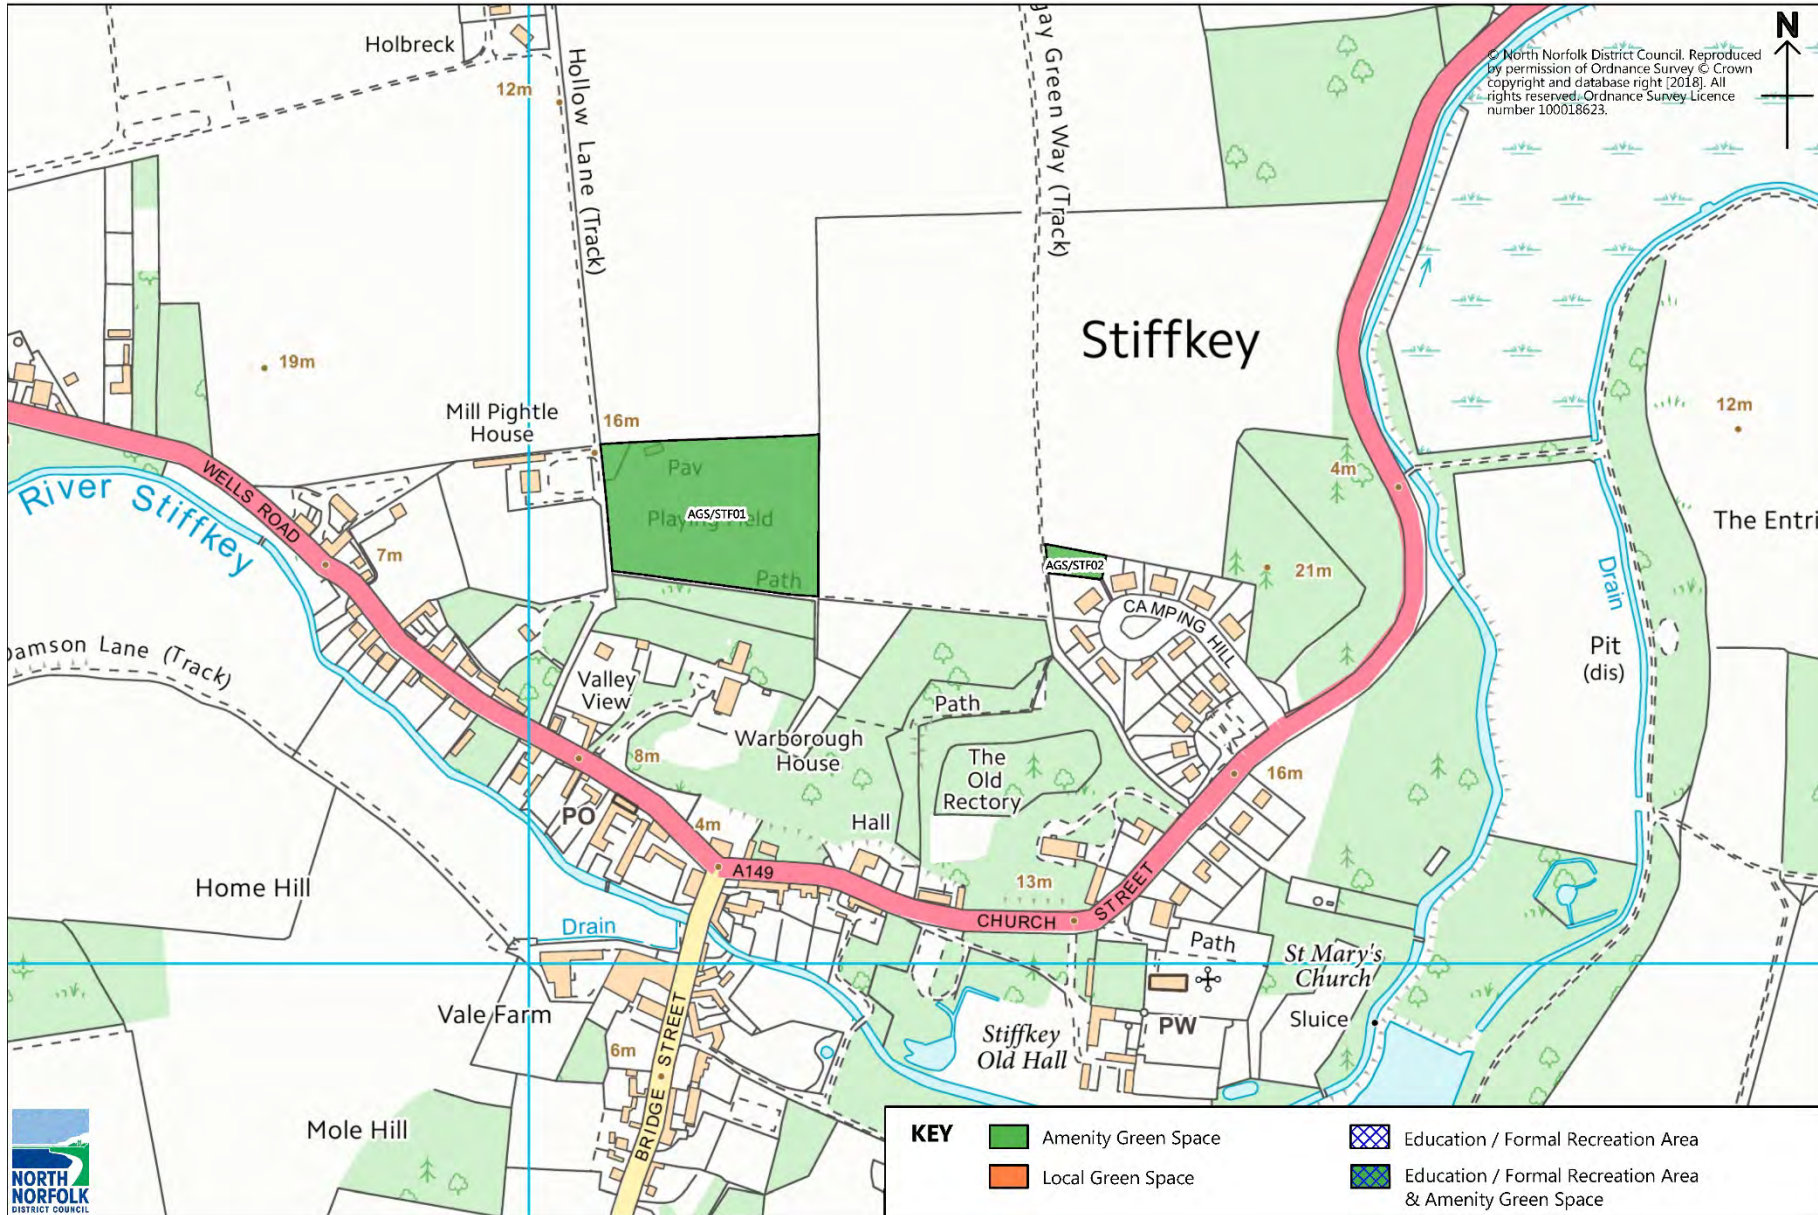 Holbreck
12m
Hollow Lane (Track)
gay Green Way (Track)
N
© North Norfolk District Council. Reproduced
by permission of Ordnance Survey © Crown
copyright and database right [2018]. All
rights reserved. Ordnance Survey Licence
number 100018623.
Stiffkey
19m
Mill Pightle
House
16m
12m
Pav
AGS/STF01
Playing Field
Path
4m
WELLS ROAD
River Stiffkey
7m
The Entri
AGS/STF02
21m
CAMPING HILL
Drain
Pit
(dis)
Damson Lane (Track)
Valley
View
Path
Warborough
House
8m
The
Old
Rectory
16m
PO
4m
Hall
A149
Home Hill
13m
CHURCH STREET
Drain
Path
St Mary's
Church
Vale Farm
Sluice
PW
Stiffkey
Old Hall
6m
BRIDGE STREET
Mole Hill
NORTH
NORFOLK
DISTRICT COUNCIL
KEY
Amenity Green Space
Education / Formal Recreation Area
Local Green Space
Education / Formal Recreation Area
& Amenity Green Space